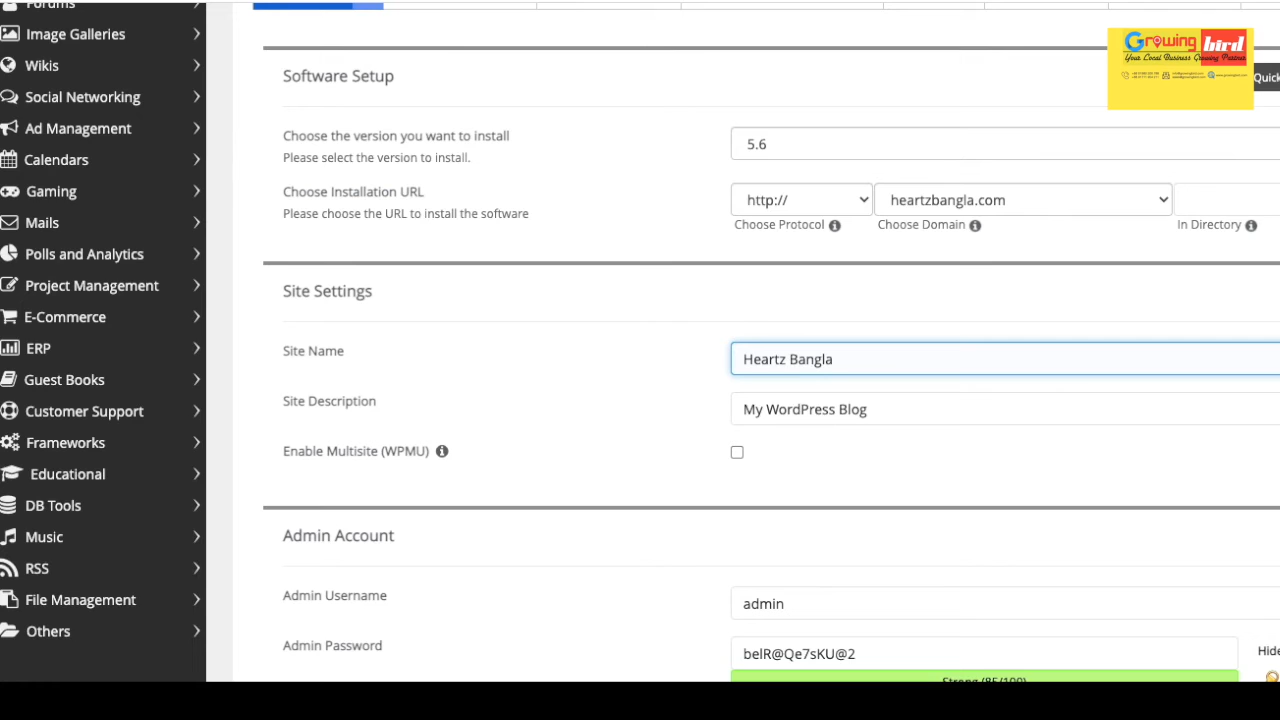 Forums
Image Galleries
Wikis
Social Networking
Ad Management
Calendars
Gaming
Mails
Polls and Analytics
Project Management
E-Commerce
ERP
Guest Books
Customer Support
Frameworks
Educational
DB Tools
Music
RSS
File Management
Others
Growing bird
Your Local Business Growing Partner
Quick
Software Setup
Choose the version you want to install
Please select the version to install.
5.6
Choose Installation URL
Please choose the URL to install the software
http://
heartzbangla.com
Choose Protocol
Choose Domain
In Directory
Site Settings
Site Name
Heartz Bangla
Site Description
My WordPress Blog
Enable Multisite (WPMU)
Admin Account
Admin Username
admin
Admin Password
belR@Qe7sKU@2
Hide
Strong (85/100)